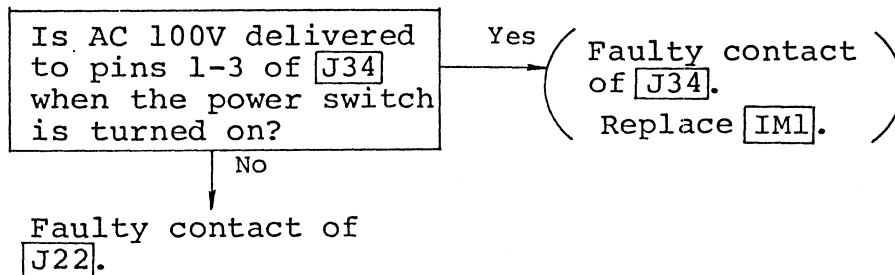 Is AC 100V delivered
to pins 1-3 of J34
when the power switch
is turned on?
Yes
Faulty contact
of J34.
Replace IM1.
No
Faulty contact of
J22.